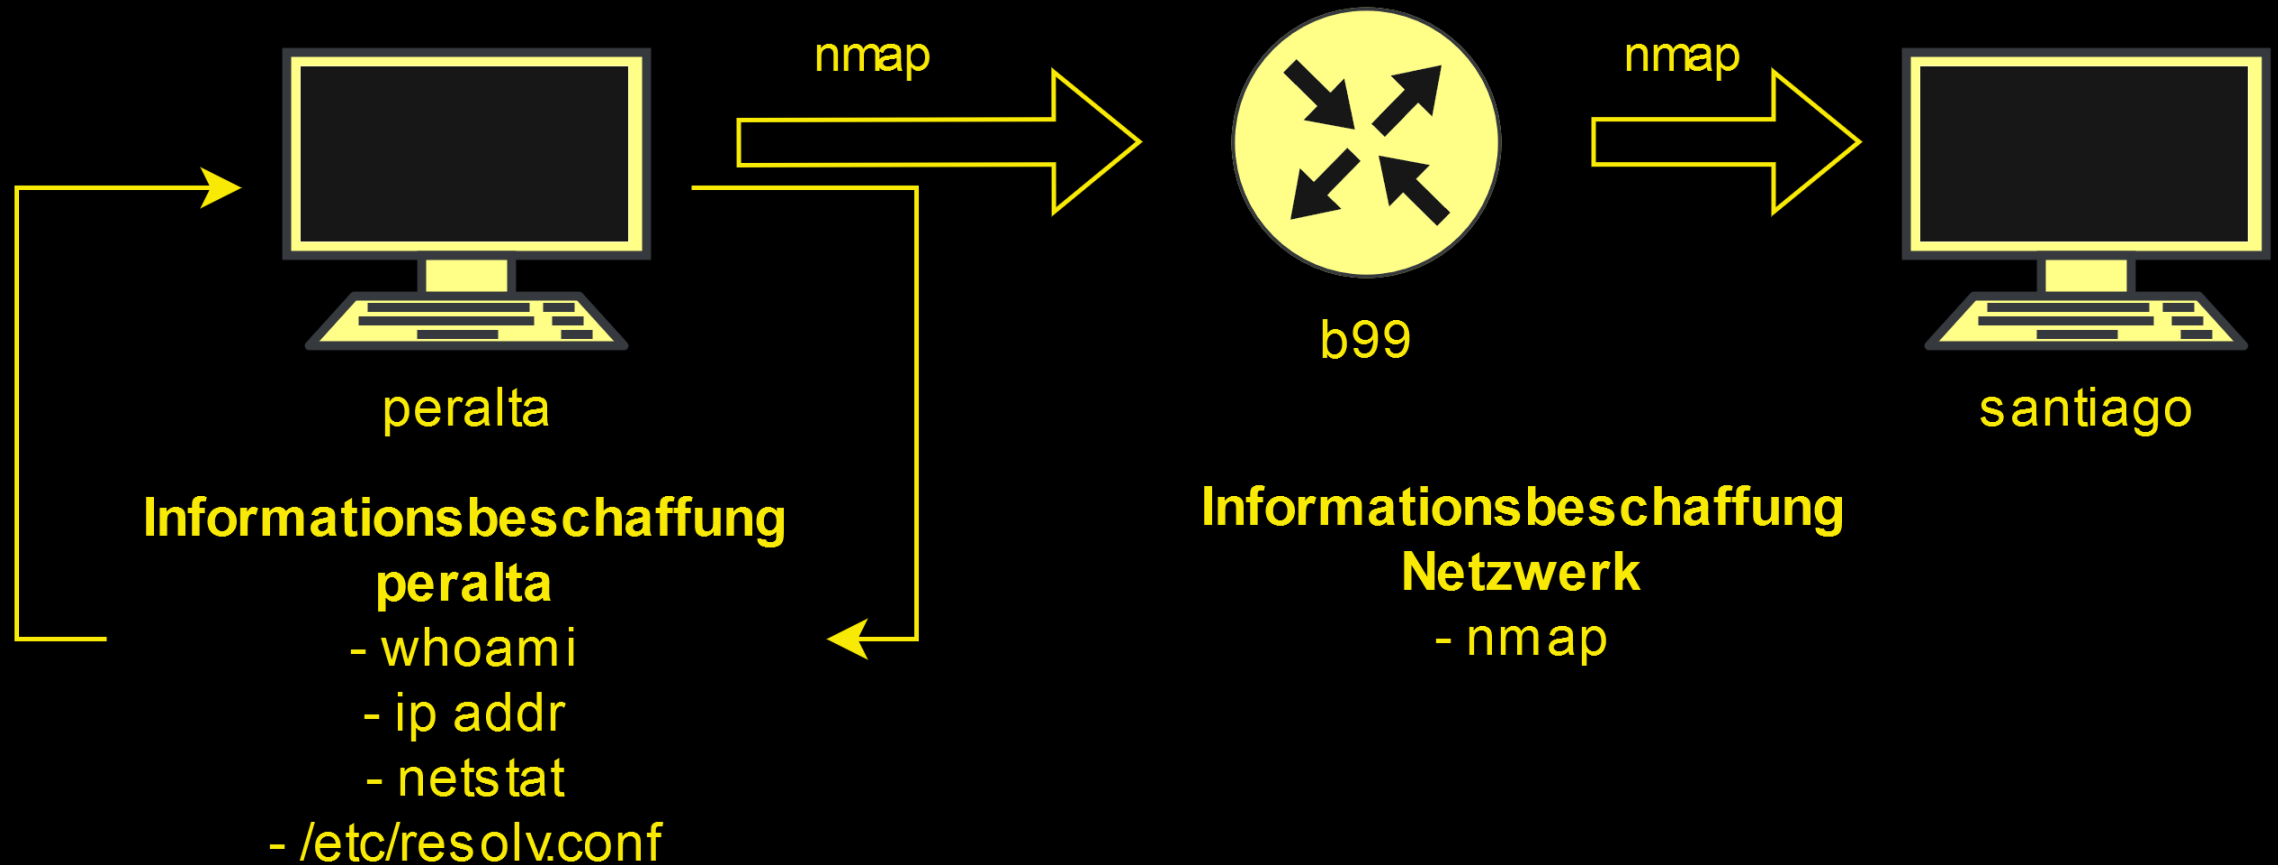 nmap
nmap
b99
peralta
santiago
Informationsbeschaffung
peralta
- whoami
- ip addr
- netstat
- /etc/resolv.conf
Informationsbeschaffung
Netzwerk
- nmap